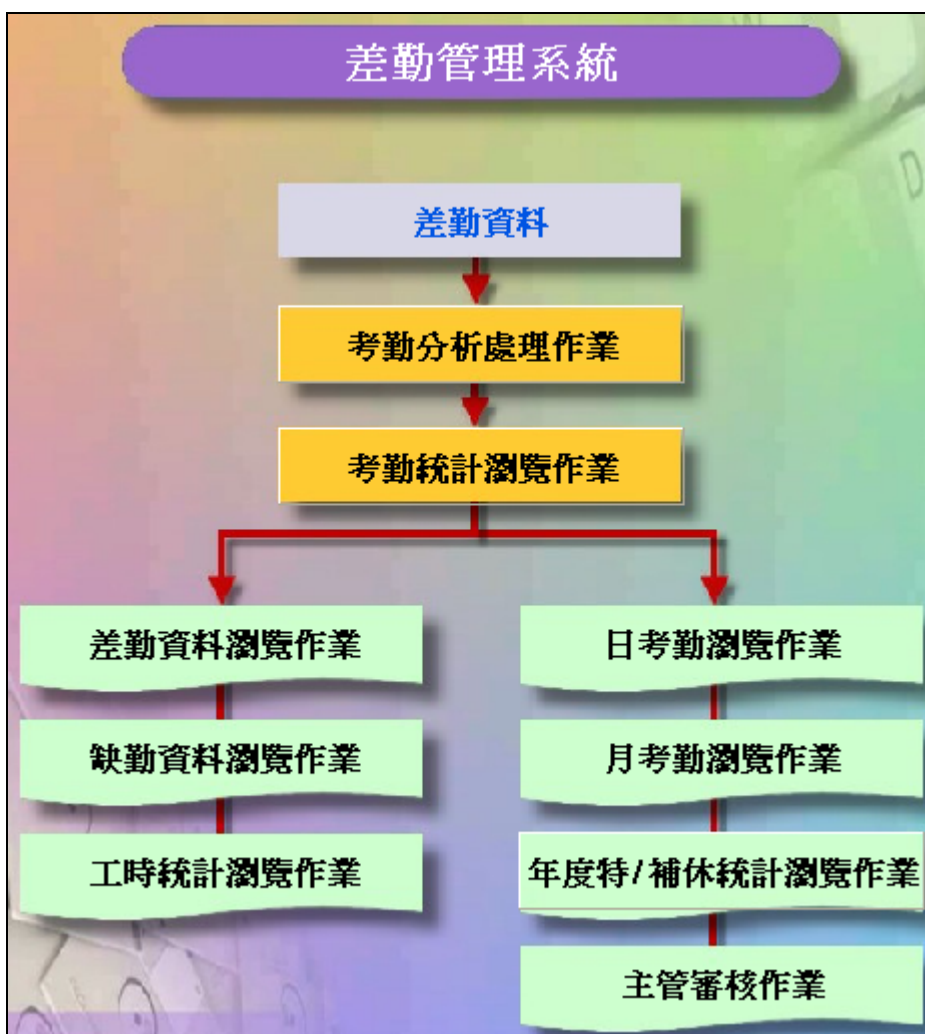 差勤管理系統
差勤資料
考勤分析處理作業
考勤統計瀏覽作業
差勤資料瀏覽作業
缺勤資料瀏覽作業
工時統計瀏覽作業
日考勤瀏覽作業
月考勤瀏覽作業
年度特/補休統計瀏覽作業
主管審核作業
D